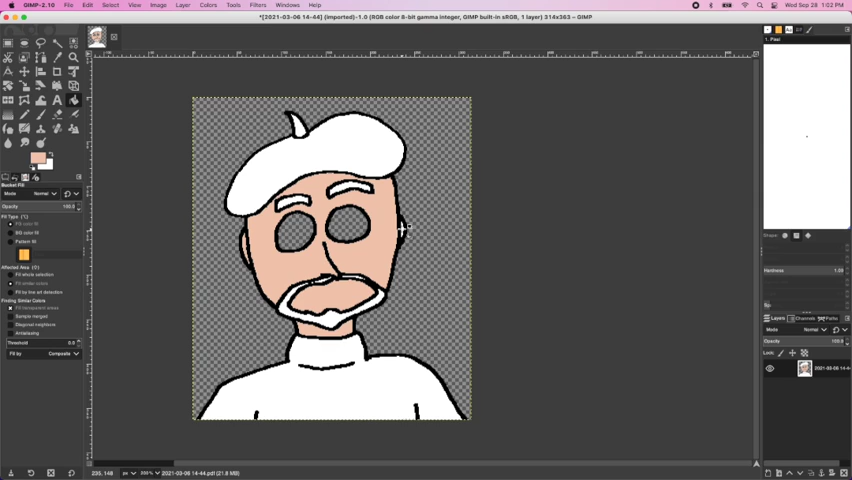 GIMP-2.10 File Edit Select View Image Layer Colors Tools Filters Windows Help
Wed Sep 28 1:02 PM
*[2021-03-06 14-44] (imported)-1.0 (RGB color 8-bit gamma integer, GIMP built-in sRGB, 1 layer) 314x363 – GIMP
1. Pixel
Bucket Fill
Mode Normal
Opacity 100.0
Fill Type
FG color fill
BG color fill
Pattern fill
Affected Area
Fill whole selection
Fill similar colors
Fill by line art detection
Finding Similar Colors
Fill transparent areas
Sample merged
Diagonal neighbors
Antialiasing
Threshold 0.0
Fill by Composite
Shape:
Hardness 1.00
Layers Channels Paths
Mode Normal
Opacity 100.0
Lock:
2021-03-06 14-4
235, 148 px 300% 2021-03-06 14-44.pdf (21.8 MB)